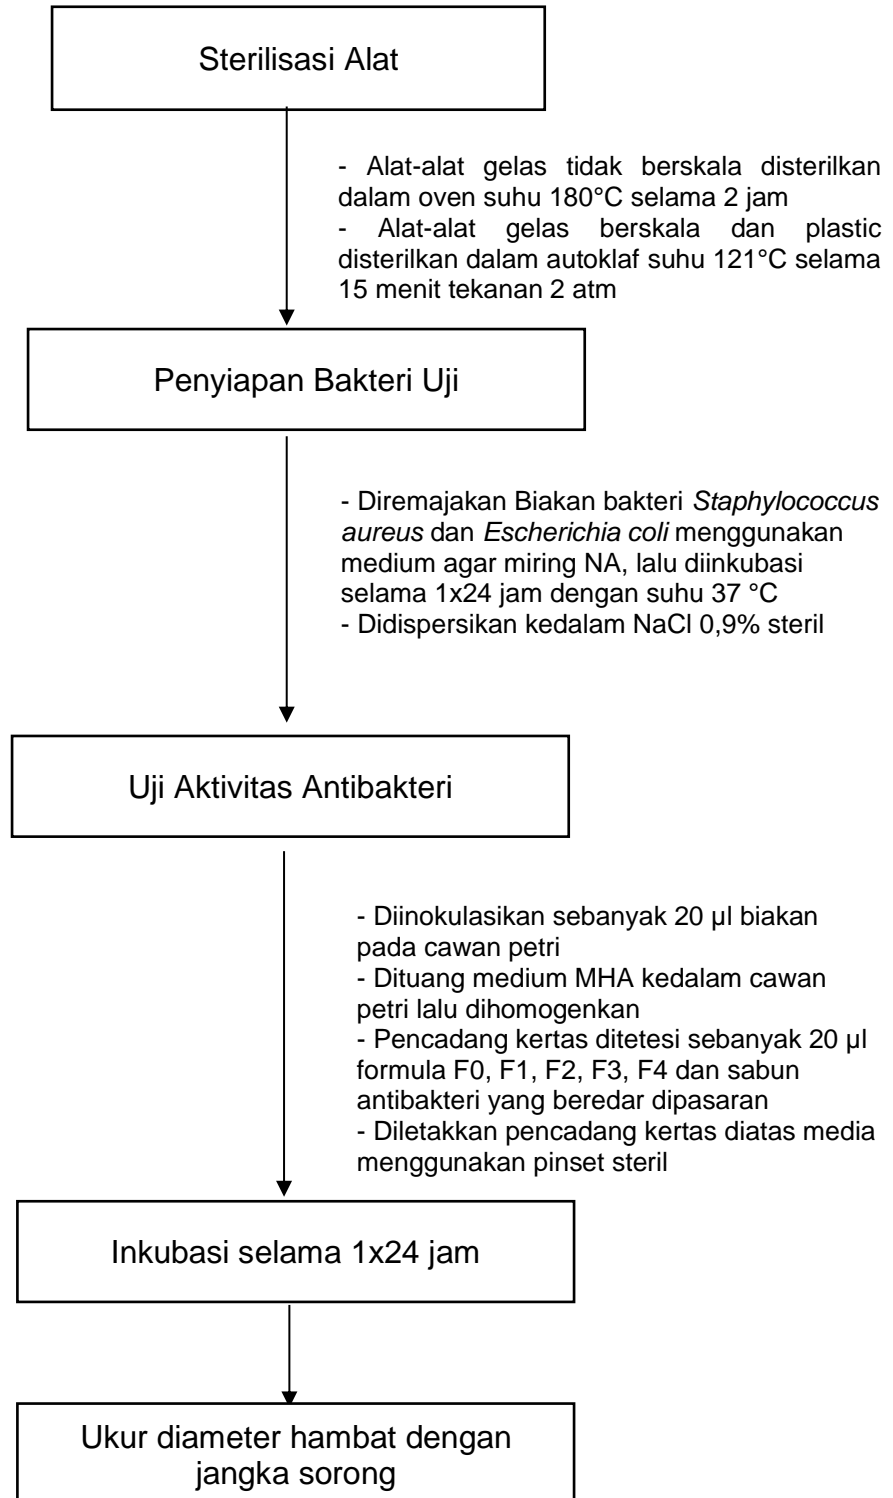 Sterilisasi Alat
- Alat-alat gelas tidak berskala disterilkan
dalam oven suhu 180°C selama 2 jam
- Alat-alat gelas berskala dan plastic
disterilkan dalam autoklaf suhu 121°C selama
15 menit tekanan 2 atm
Penyiapan Bakteri Uji
- Diremajakan Biakan bakteri Staphylococcus
aureus dan Escherichia coli menggunakan
medium agar miring NA, lalu diinkubasi
selama 1x24 jam dengan suhu 37 °C
- Didispersikan kedalam NaCl 0,9% steril
Uji Aktivitas Antibakteri
- Diinokulasikan sebanyak 20 µl biakan
pada cawan petri
- Dituang medium MHA kedalam cawan
petri lalu dihomogenkan
- Pencadang kertas ditetesi sebanyak 20 µl
formula F0, F1, F2, F3, F4 dan sabun
antibakteri yang beredar dipasaran
- Diletakkan pencadang kertas diatas media
menggunakan pinset steril
Inkubasi selama 1x24 jam
Ukur diameter hambat dengan
jangka sorong